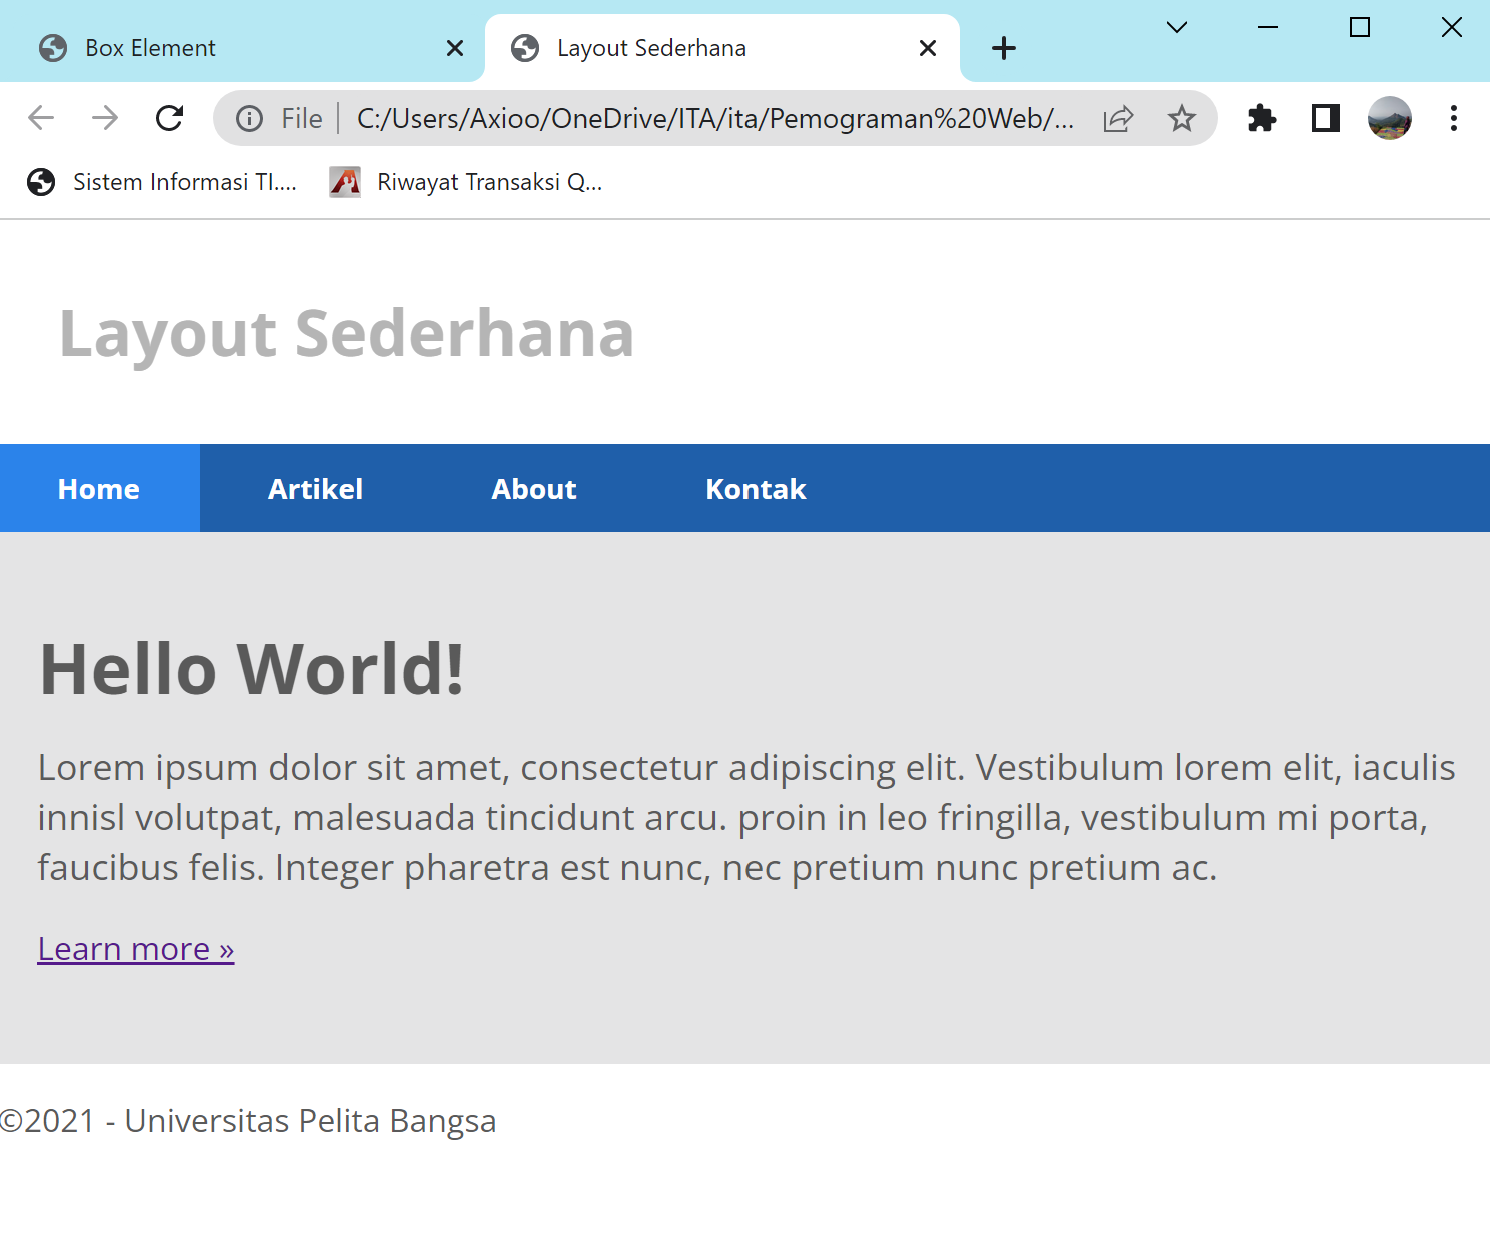 Box Element
Layout Sederhana
File
C:/Users/Axioo/OneDrive/ITA/ita/Pemograman%20Web/...
Sistem Informasi TI....
Riwayat Transaksi Q...
Layout Sederhana
Home Artikel About Kontak
Hello World!
Lorem ipsum dolor sit amet, consectetur adipiscing elit. Vestibulum lorem elit, iaculis
innisl volutpat, malesuada tincidunt arcu. proin in leo fringilla, vestibulum mi porta,
faucibus felis. Integer pharetra est nunc, nec pretium nunc pretium ac.
Learn more »
©2021 - Universitas Pelita Bangsa